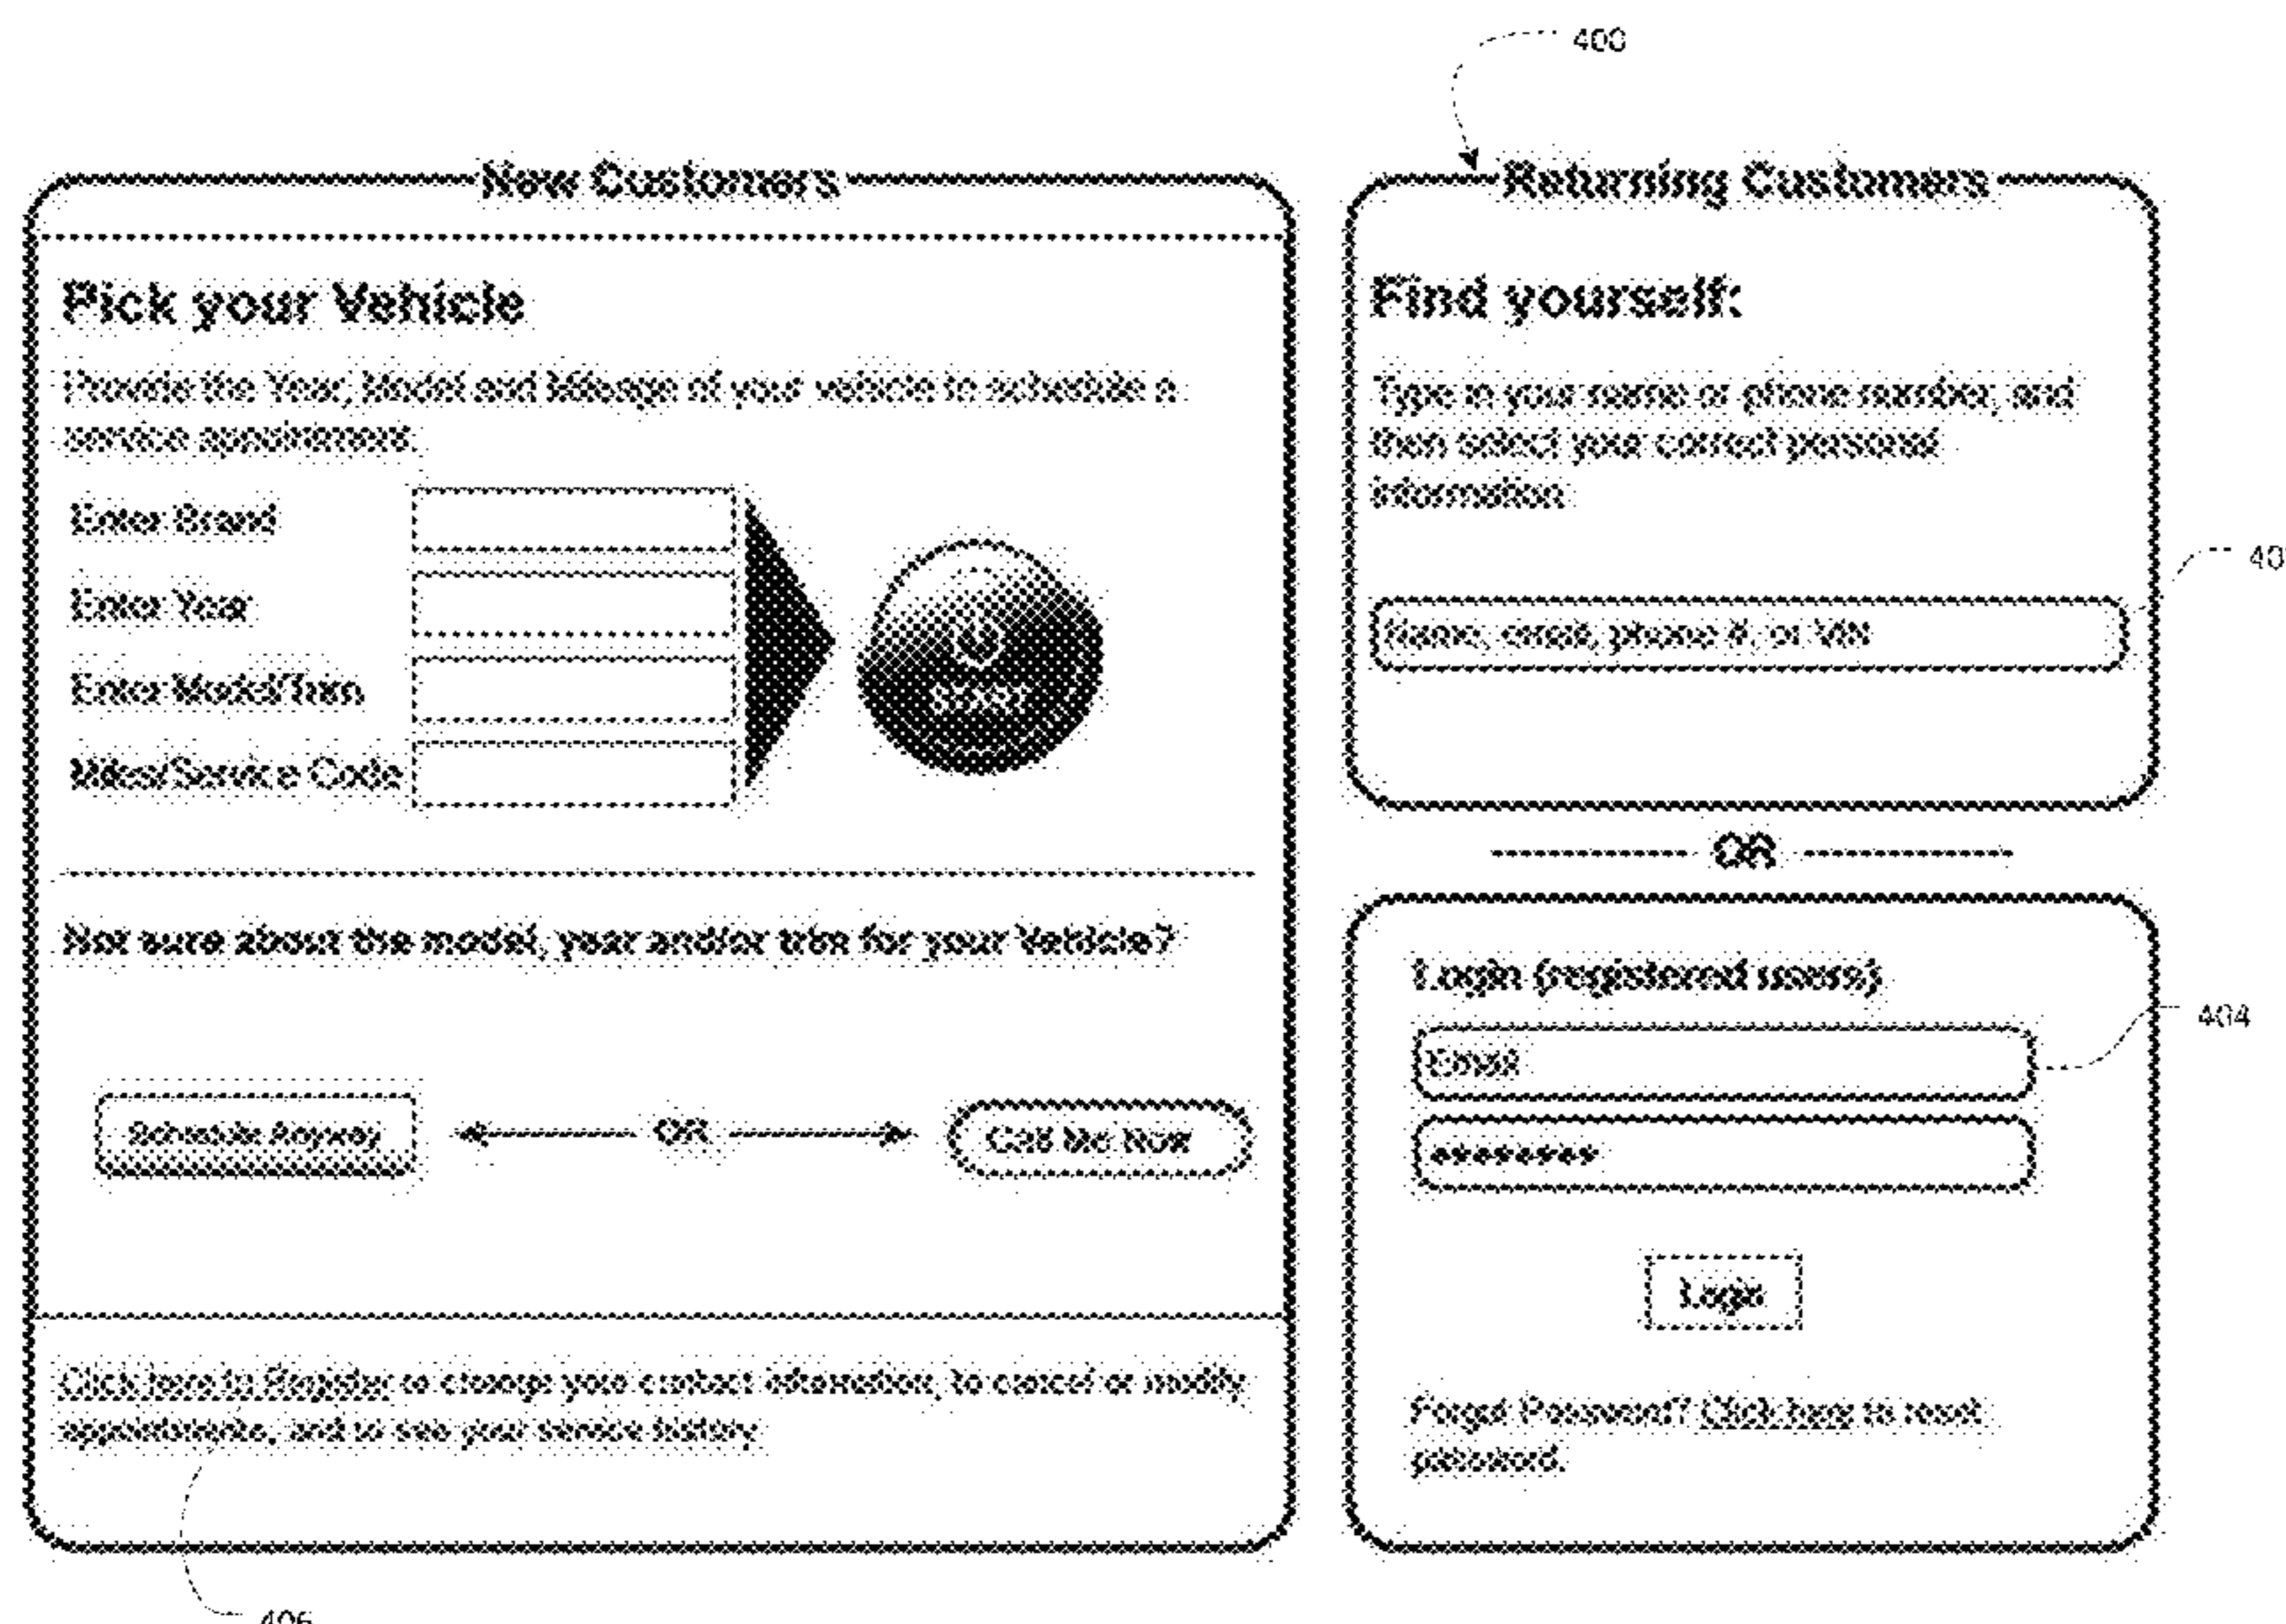 400
New Customers
Pick your Vehicle
Provide the Year, Model and Mileage of your vehicle to schedule a
service appointment.
Enter Brand
Enter Year
Enter Model/Trim
Miles/Service Code
Not sure about the model, year and/or trim for your Vehicle?
Schedule Anyway
OR
Call Me Now
Click here to Register to change your contact information, to cancel or modify
appointments, and to see your service history
406
Returning Customers
Find yourself:
Type in your name or phone number, and
then select your correct personal
information
40
Name, email, phone #, or VIN
OR
Login (registered users)
Email
********
404
Login
Forgot Password? Click here to reset
password.